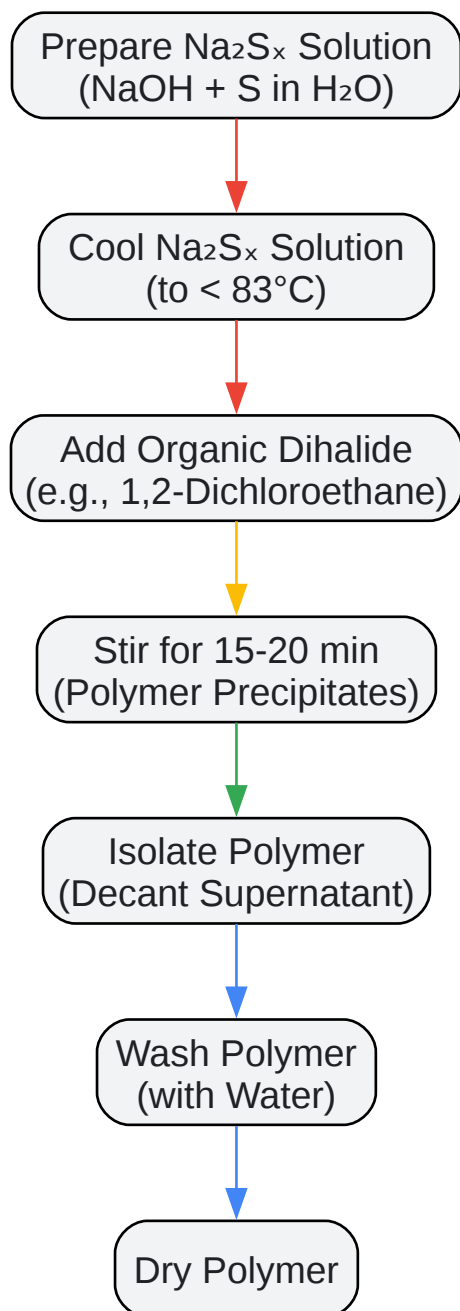 Prepare Na₂Sₓ Solution
(NaOH + S in H₂O)
Cool Na₂Sₓ Solution
(to < 83°C)
Add Organic Dihalide
(e.g., 1,2-Dichloroethane)
Stir for 15-20 min
(Polymer Precipitates)
Isolate Polymer
(Decant Supernatant)
Wash Polymer
(with Water)
Dry Polymer